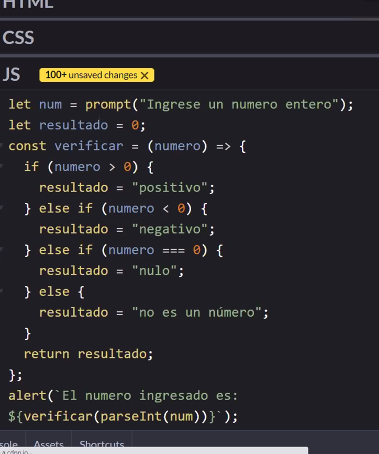 HTML
CSS
JS 100+ unsaved changes X
let num = prompt("Ingrese un numero entero");
let resultado = 0;
const verificar = (numero) => {
  if (numero > 0) {
    resultado = "positivo";
  } else if (numero < 0) {
    resultado = "negativo";
  } else if (numero === 0) {
    resultado = "nulo";
  } else {
    resultado = "no es un número";
  }
  return resultado;
};
alert(`El numero ingresado es:
${verificar(parseInt(num))}`);
Assets Shortcuts